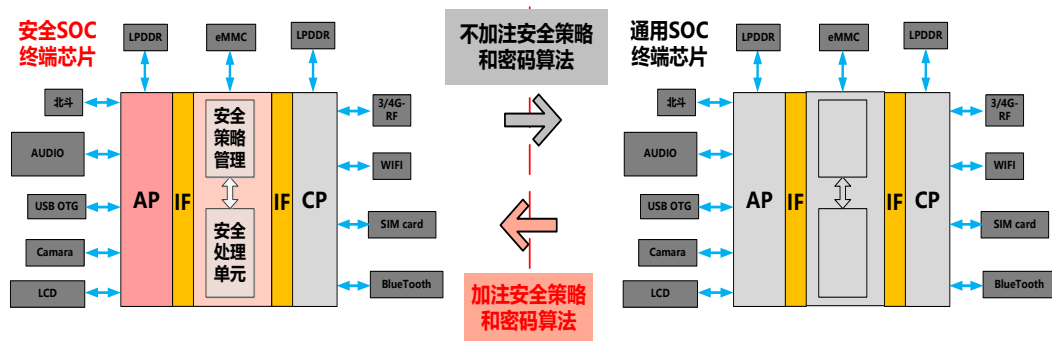 安全SOC
终端芯片
LPDDR
eMMC
LPDDR
北斗
AUDIO
USB OTG
Camara
LCD
AP
IF
安全
策略
管理
安全
处理
单元
IF
CP
3/4G-
RF
WIFI
SIM card
BlueTooth
不加注安全策略
和密码算法
加注安全策略
和密码算法
通用SOC
终端芯片
LPDDR
eMMC
LPDDR
北斗
AUDIO
USB OTG
Camara
LCD
AP
IF
IF
CP
3/4G-
RF
WIFI
SIM card
BlueTooth